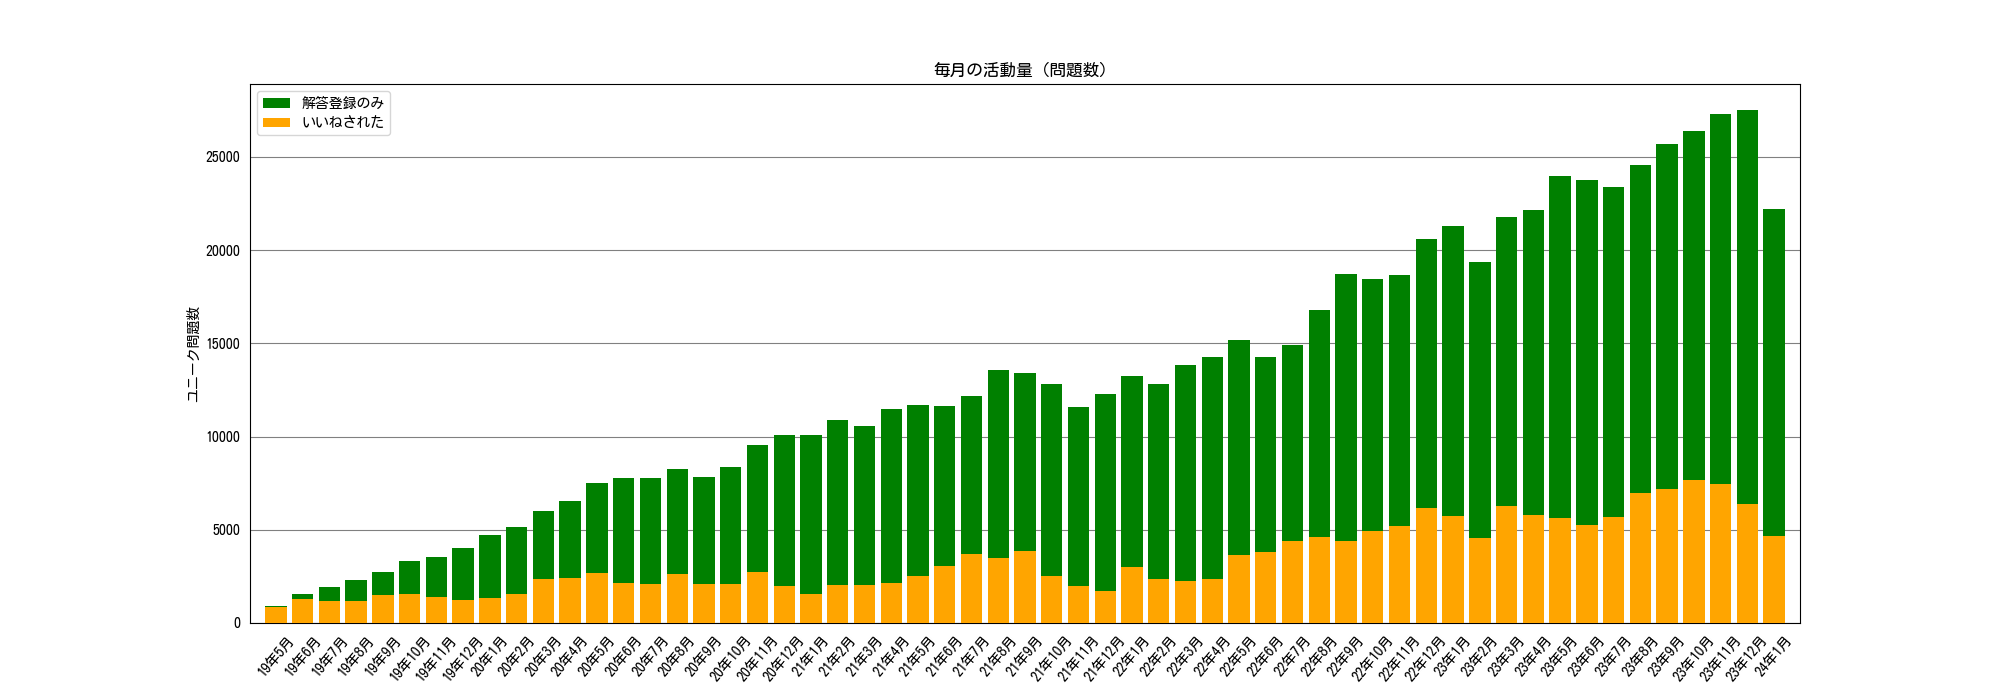 毎月の活動量（問題数）
解答登録のみ
いいねされた
ユニーク問題数
25000
20000
15000
10000
5000
0
19年5月
19年6月
19年7月
19年8月
19年9月
19年10月
19年11月
19年12月
20年1月
20年2月
20年3月
20年4月
20年5月
20年6月
20年7月
20年8月
20年9月
20年10月
20年11月
20年12月
21年1月
21年2月
21年3月
21年4月
21年5月
21年6月
21年7月
21年8月
21年9月
21年10月
21年11月
21年12月
22年1月
22年2月
22年3月
22年4月
22年5月
22年6月
22年7月
22年8月
22年9月
22年10月
22年11月
22年12月
23年1月
23年2月
23年3月
23年4月
23年5月
23年6月
23年7月
23年8月
23年9月
23年10月
23年11月
23年12月
24年1月